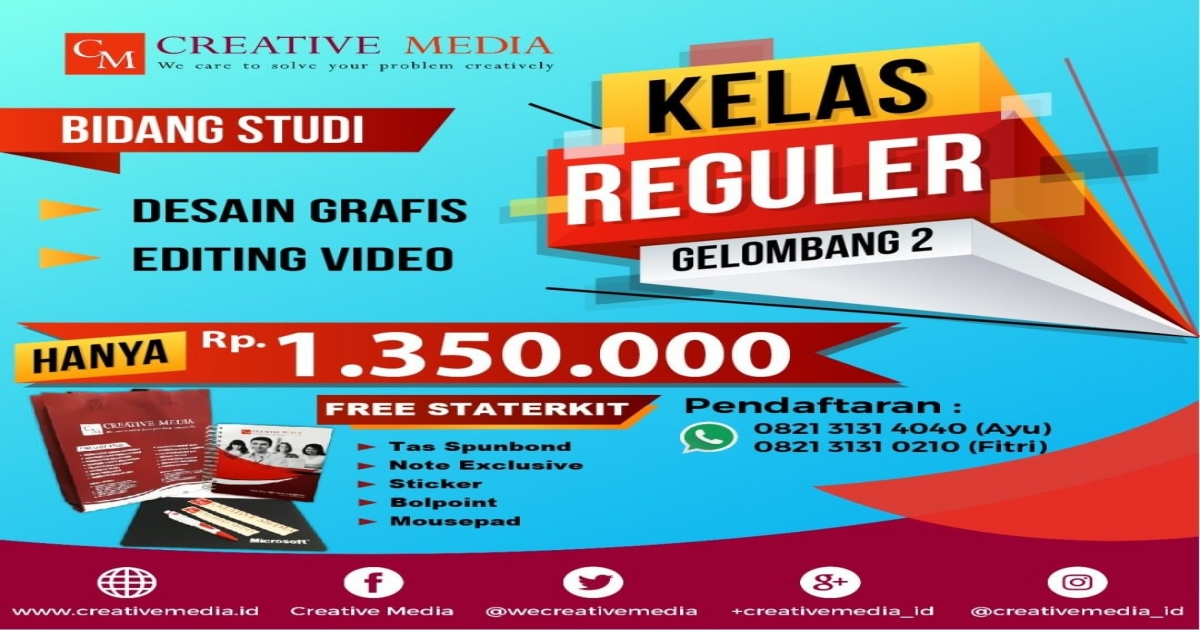 CM
CREATIVE MEDIA
We care to solve your problem creatively
BIDANG STUDI
DESAIN GRAFIS
EDITING VIDEO
KELAS
REGULER
GELOMBANG 2
HANYA Rp. 1.350.000
FREE STATERKIT
Tas Spunbond
Note Exclusive
Sticker
Bolpoint
Mousepad
Pendaftaran :
0821 3131 4040 (Ayu)
0821 3131 0210 (Fitri)
CREATIVE MEDIA
CREATIVE MEDIA
Microsoft
www.creativemedia.id
Creative Media
@wecreativemedia
+creativemedia_id
@creativemedia_id